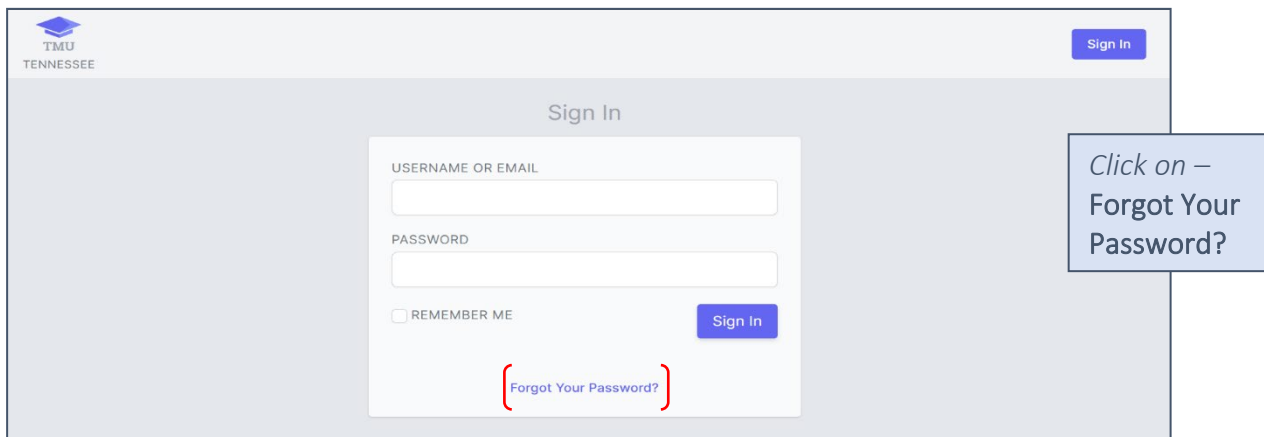 TMU
TENNESSEE
Sign In
Sign In
USERNAME OR EMAIL
PASSWORD
REMEMBER ME
Sign In
Forgot Your Password?
Click on –
Forgot Your
Password?